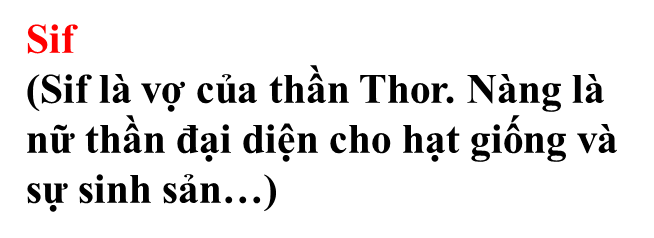 Sif
(Sif là vợ của thần Thor. Nàng là
nữ thần đại diện cho hạt giống và
sự sinh sản…)